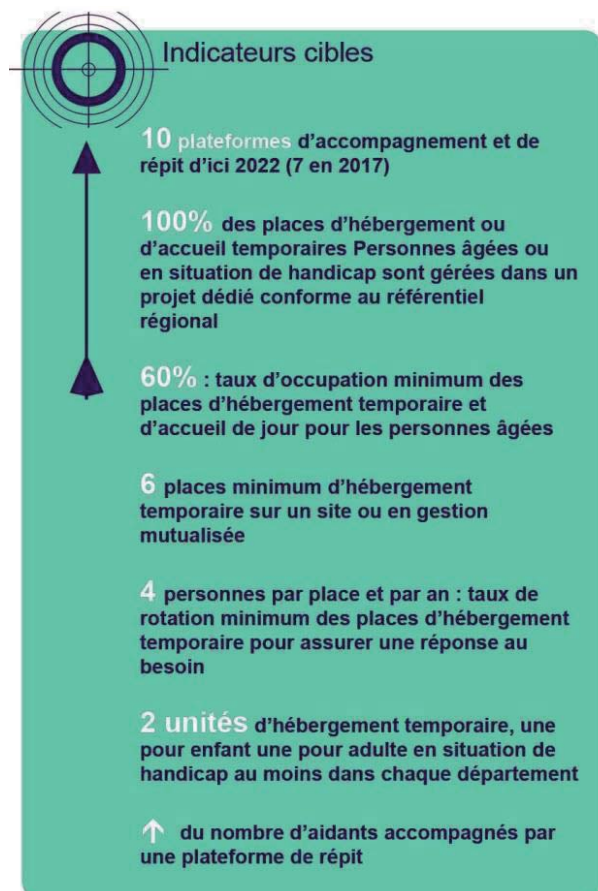 Indicateurs cibles
10 plateformes d'accompagnement et de
répit d'ici 2022 (7 en 2017)
100% des places d'hébergement ou
d'accueil temporaires Personnes âgées ou
en situation de handicap sont gérées dans un
projet dédié conforme au référentiel
régional
60% : taux d'occupation minimum des
places d'hébergement temporaire et
d'accueil de jour pour les personnes âgées
6 places minimum d'hébergement
temporaire sur un site ou en gestion
mutualisée
4 personnes par place et par an : taux de
rotation minimum des places d'hébergement
temporaire pour assurer une réponse au
besoin
2 unités d'hébergement temporaire, une
pour enfant une pour adulte en situation de
handicap au moins dans chaque département
↑ du nombre d'aidants accompagnés par
une plateforme de répit